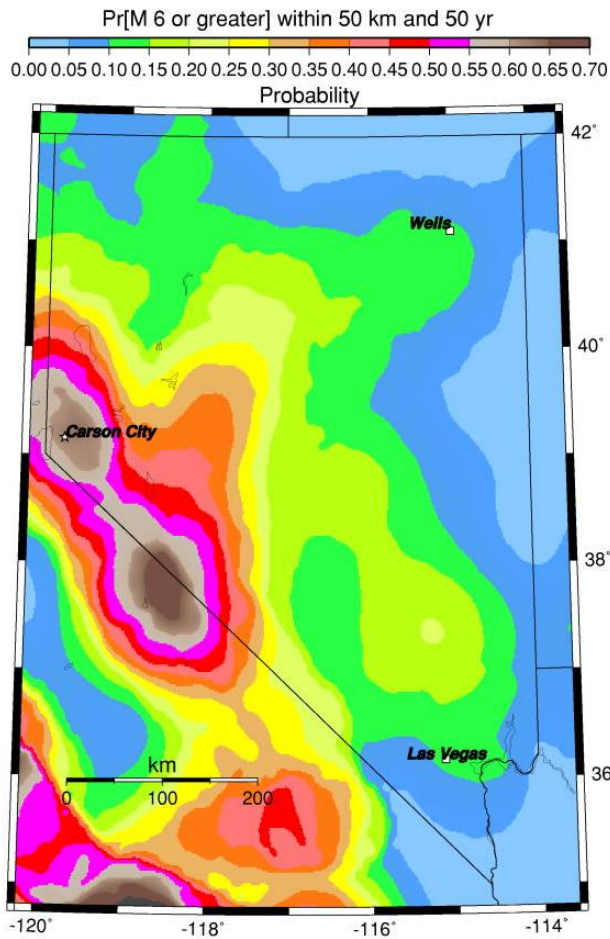 Pr[M 6 or greater] within 50 km and 50 yr
0.00 0.05 0.10 0.15 0.20 0.25 0.30 0.35 0.40 0.45 0.50 0.55 0.60 0.65 0.70
Probability
42°
Wells
40°
Carson City
38°
Las Vegas
36
km
0 100 200
-120° -118° -116° -114°